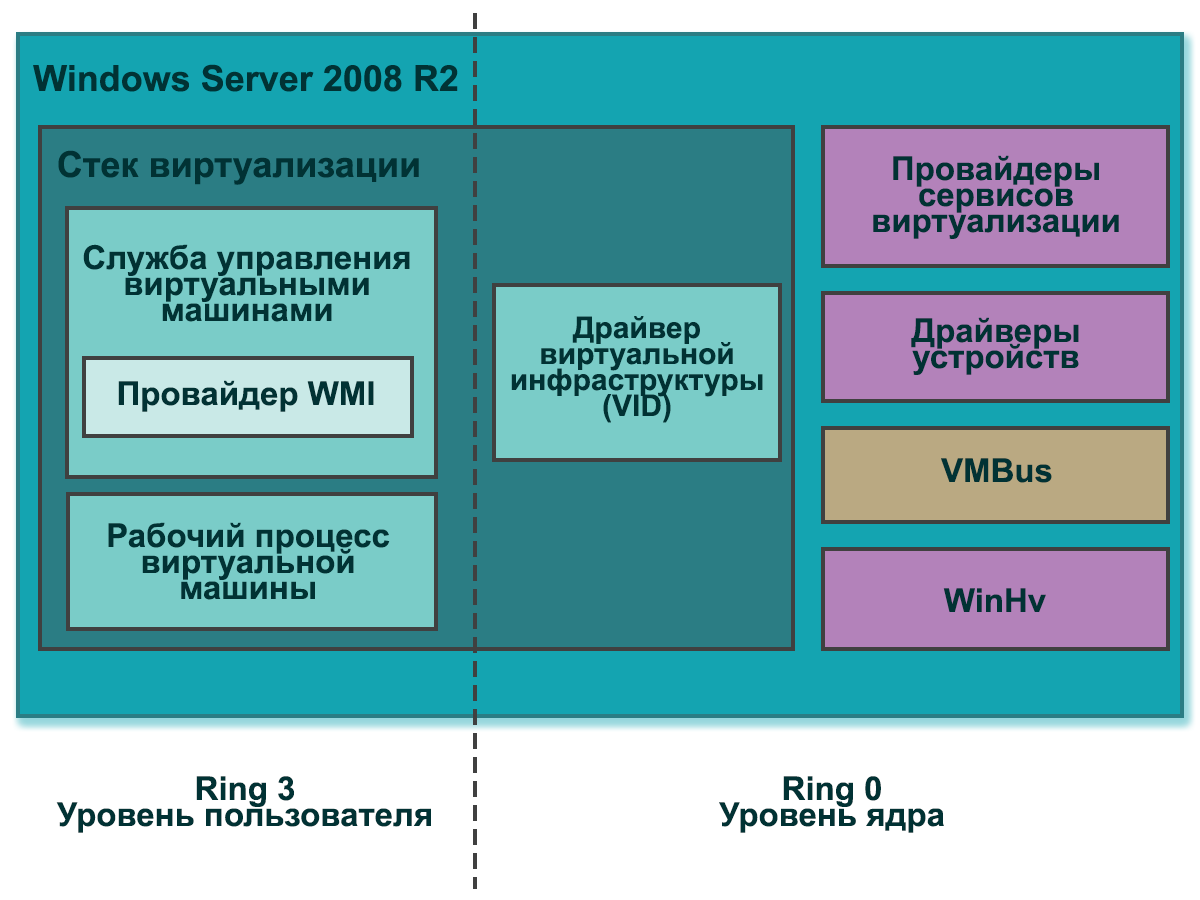 Windows Server 2008 R2
Стек виртуализации
Служба управления
виртуальными
машинами
Провайдер WMI
Рабочий процесс
виртуальной
машины
Драйвер
виртуальной
инфраструктуры
(VID)
Провайдеры
сервисов
виртуализации
Драйверы
устройств
VMBus
WinHv
Ring 3
Уровень пользователя
Ring 0
Уровень ядра